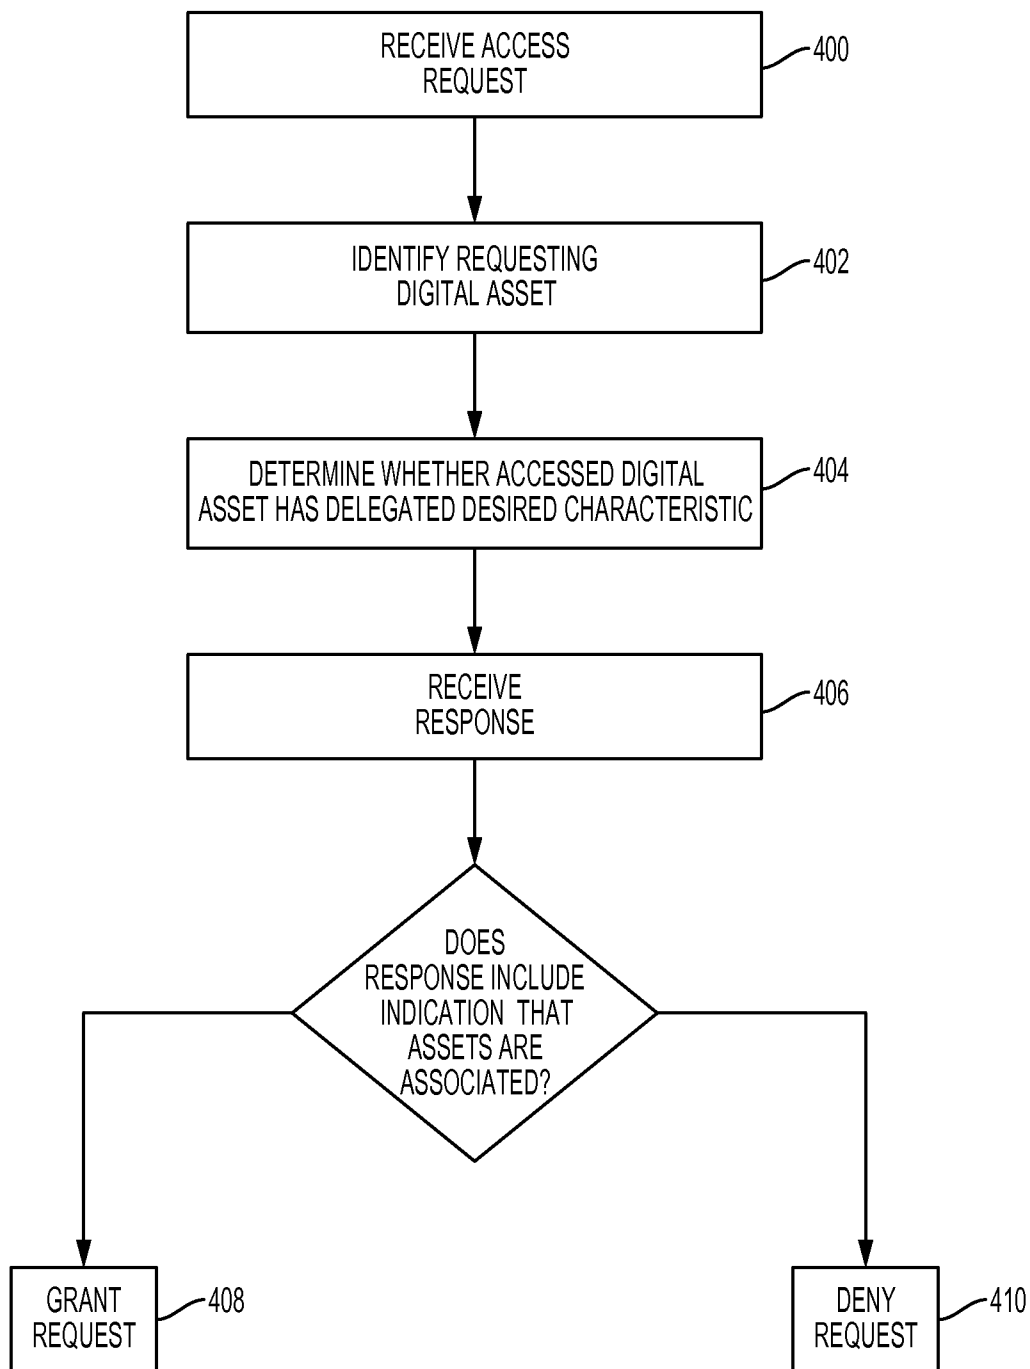 RECEIVE ACCESS
REQUEST
400
IDENTIFY REQUESTING
DIGITAL ASSET
402
DETERMINE WHETHER ACCESSED DIGITAL
ASSET HAS DELEGATED DESIRED CHARACTERISTIC
404
RECEIVE
RESPONSE
406
DOES
RESPONSE INCLUDE
INDICATION THAT
ASSETS ARE
ASSOCIATED?
GRANT
REQUEST
408
DENY
REQUEST
410